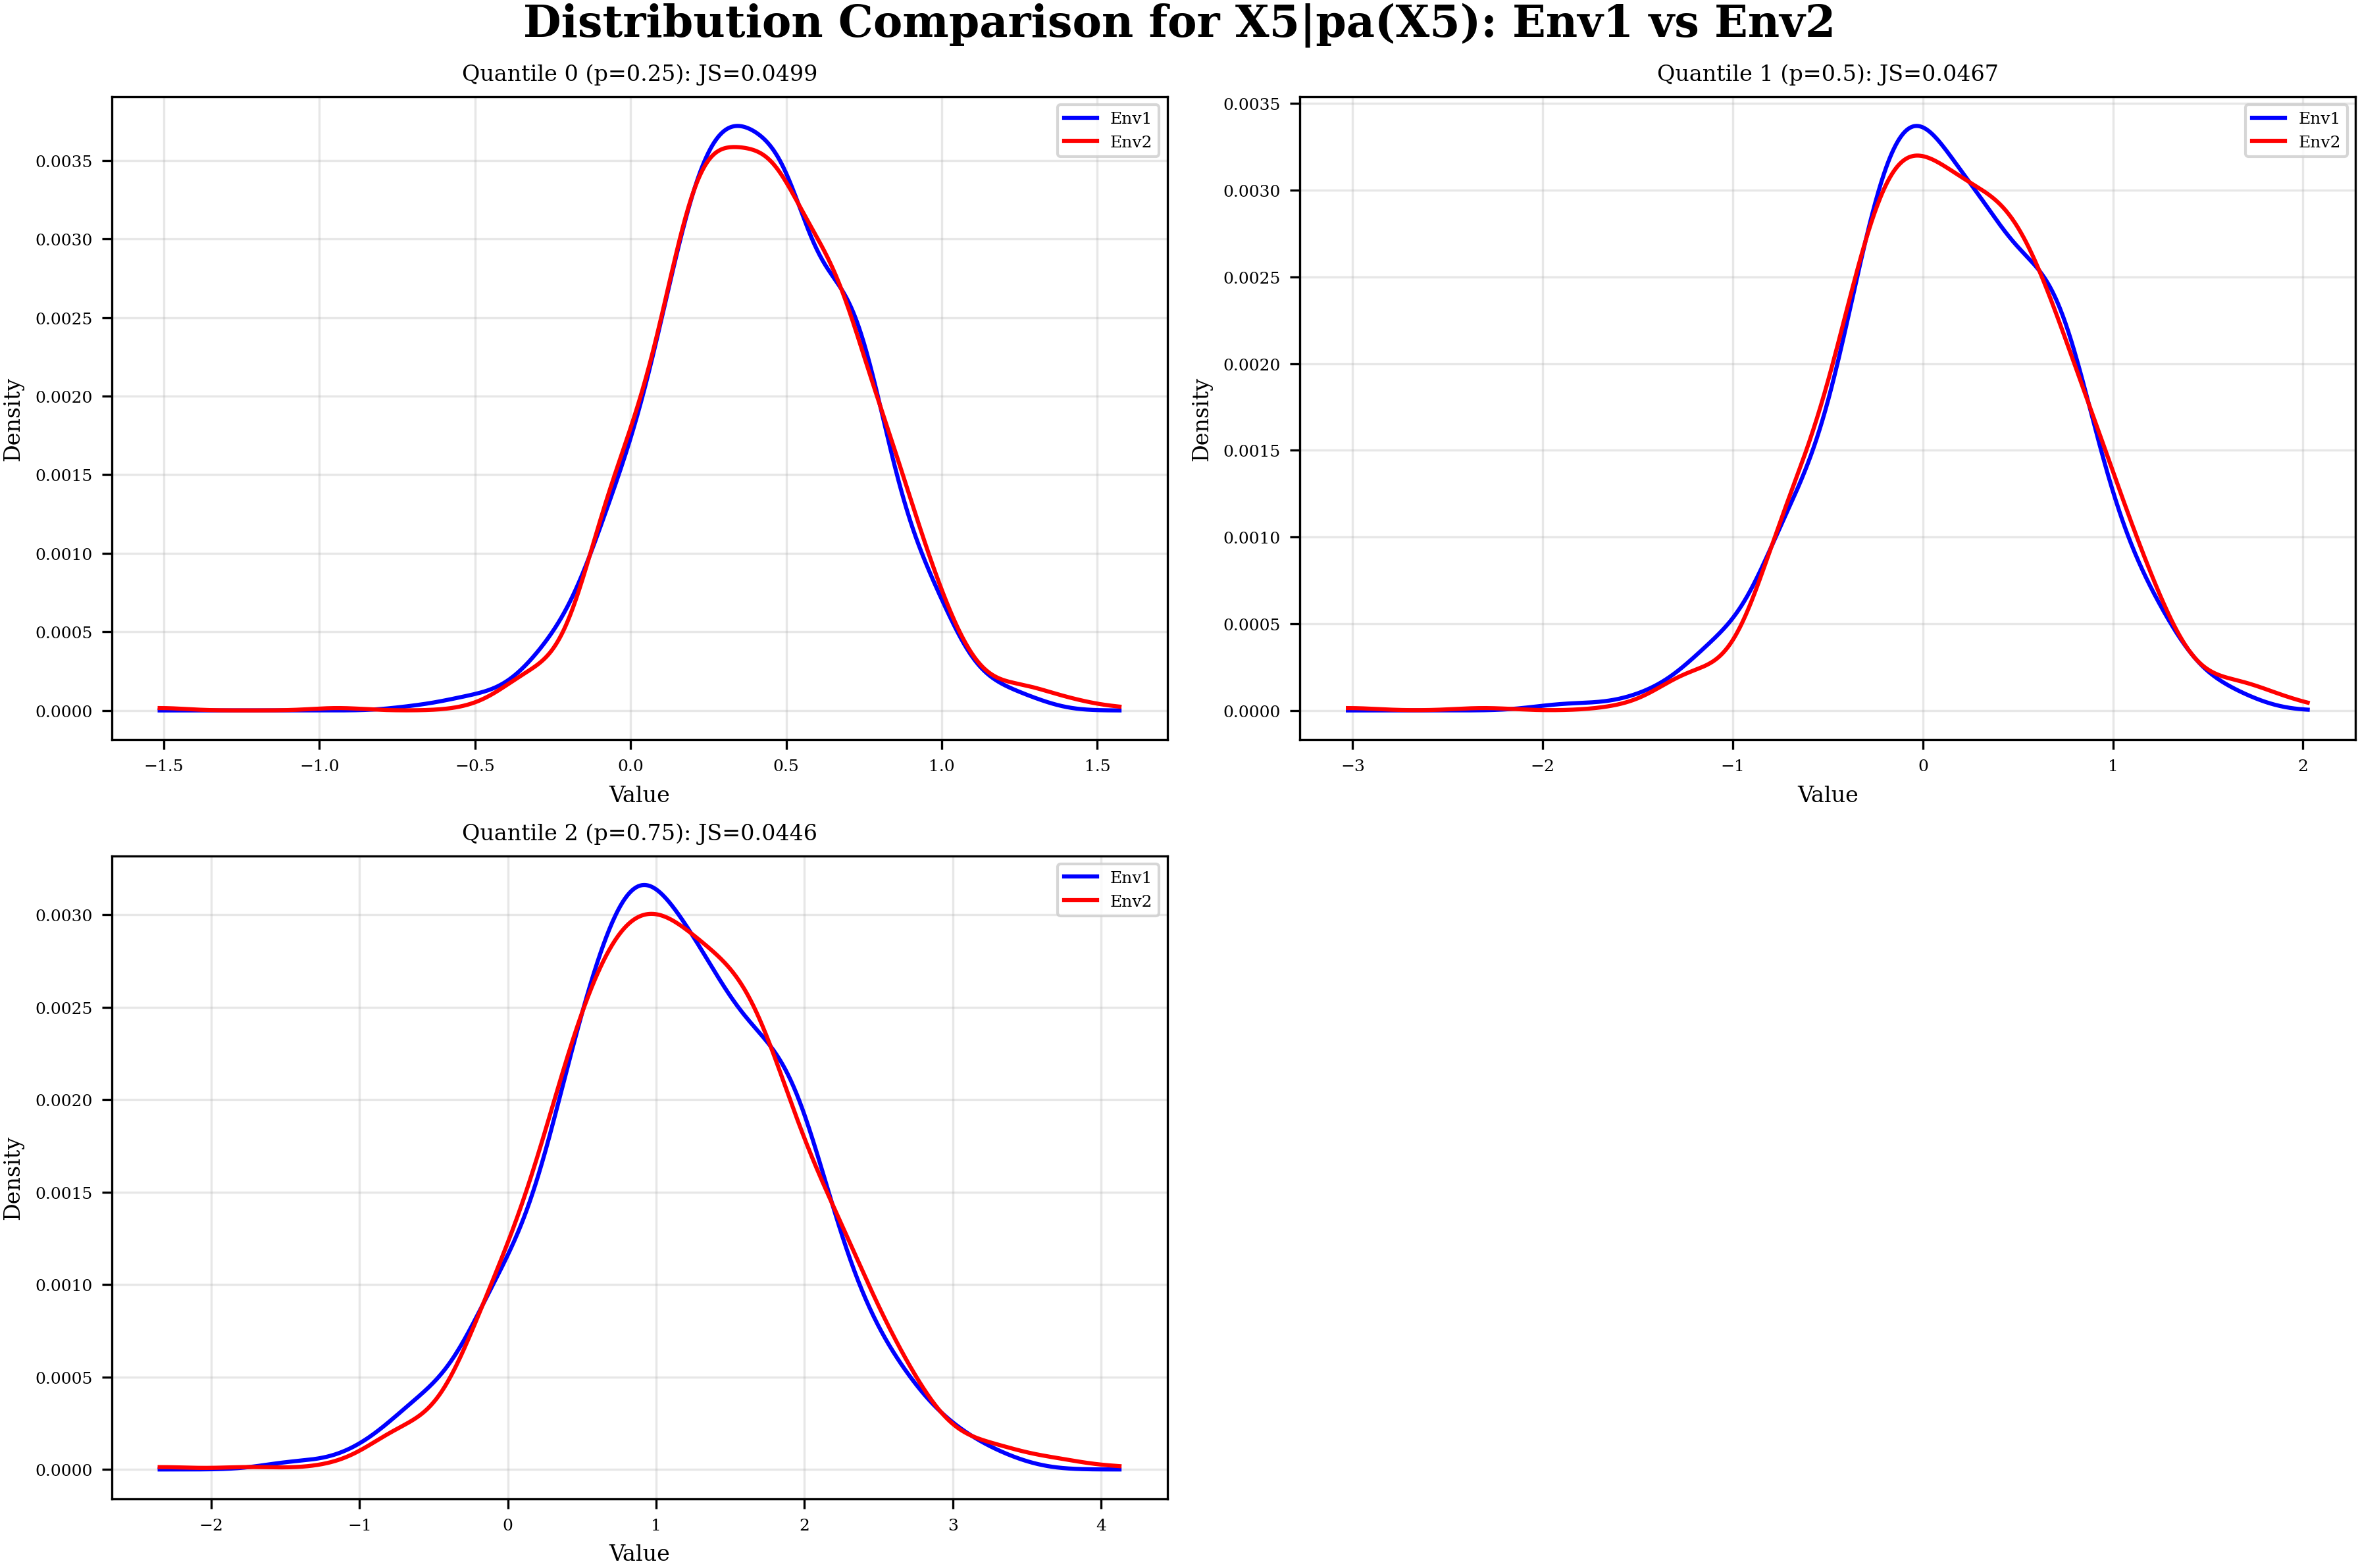 Distribution Comparison for X5|pa(X5): Env1 vs Env2
Quantile 0 (p=0.25): JS=0.0499
Env1
Env2
0.0035
0.0030
0.0025
0.0020
0.0015
0.0010
0.0005
0.0000
Density
−1.5 −1.0 −0.5 0.0 0.5 1.0 1.5
Value
Quantile 1 (p=0.5): JS=0.0467
Env1
Env2
0.0035
0.0030
0.0025
0.0020
0.0015
0.0010
0.0005
0.0000
Density
−3 −2 −1 0 1 2
Value
Quantile 2 (p=0.75): JS=0.0446
Env1
Env2
0.0030
0.0025
0.0020
0.0015
0.0010
0.0005
0.0000
Density
−2 −1 0 1 2 3 4
Value